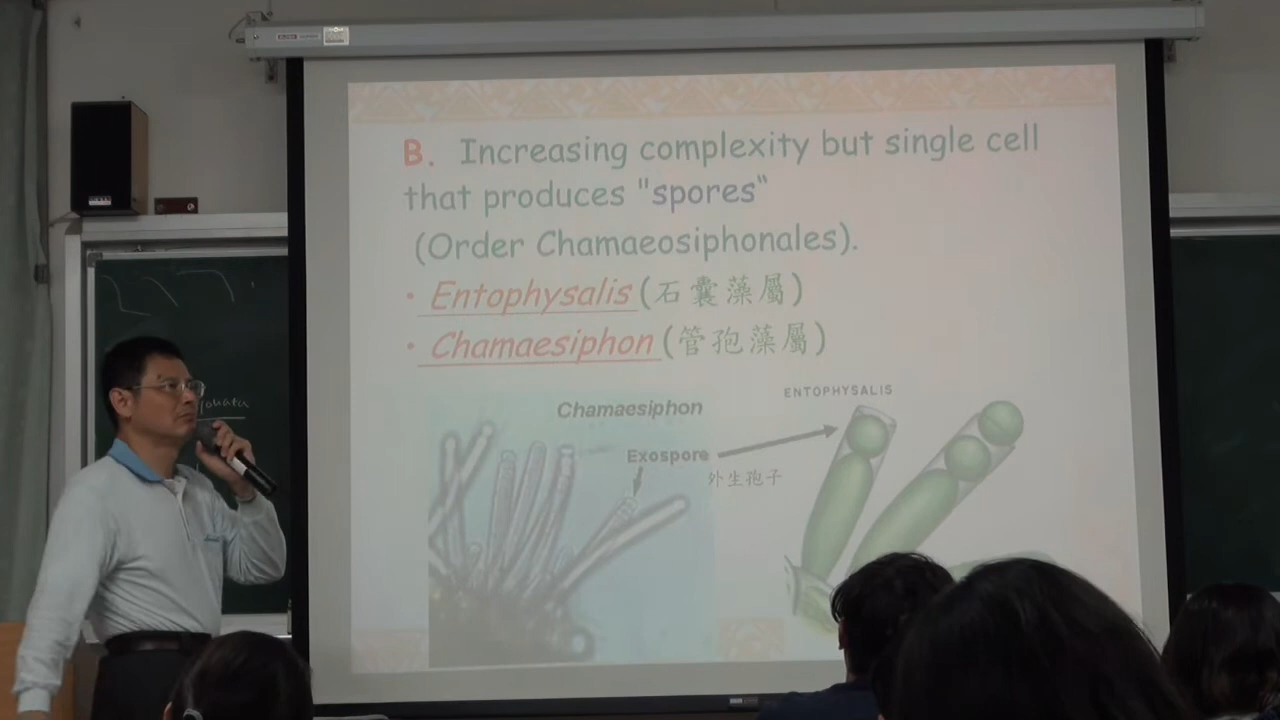 B. Increasing complexity but single cell
that produces "spores“
(Order Chamaeosiphonales).
• Entophysalis (石囊藻屬)
• Chamaesiphon (管孢藻屬)
Chamaesiphon
ENTOPHYSALIS
Exospore
外生孢子